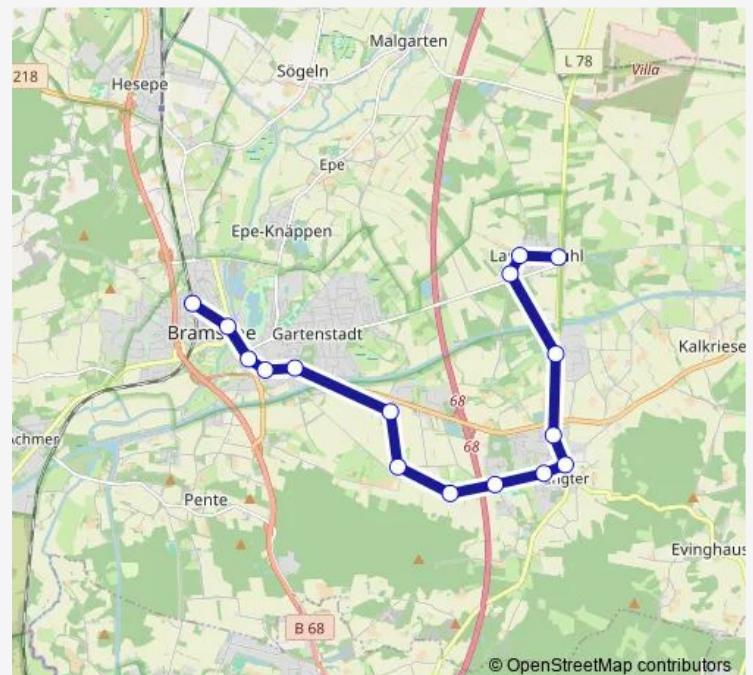 Malgarten
Sögeln
L 78
218
Villa
Hesepe
Epe
Epe-Knäppen
Gartenstadt
Kalkriese
68
68
Pente
Evinghaus
B 68
© OpenStreetMap contributors